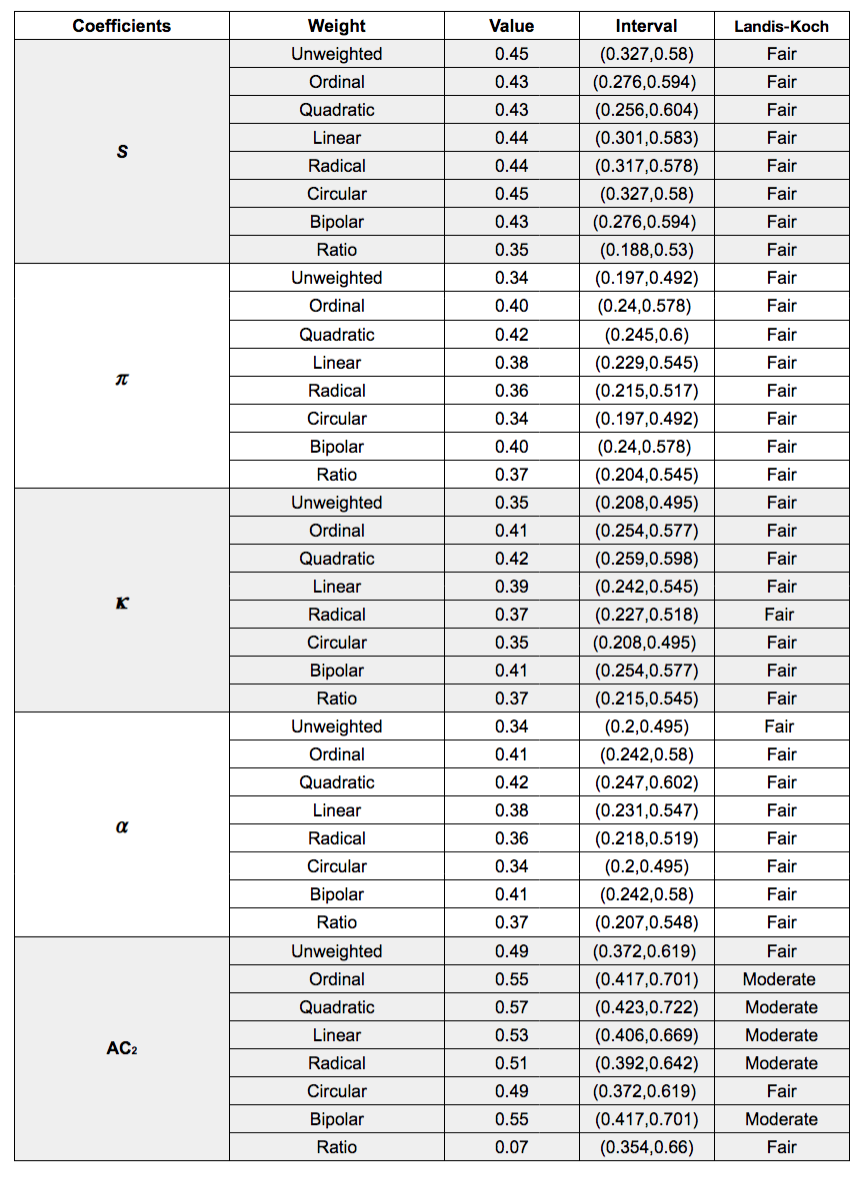 Coefficients Weight Value Interval Landis-Koch
Unweighted 0.45 (0.327,0.58) Fair
Ordinal 0.43 (0.276,0.594) Fair
Quadratic 0.43 (0.256,0.604) Fair
Linear 0.44 (0.301,0.583) Fair
S
Radical 0.44 (0.317,0.578) Fair
Circular 0.45 (0.327,0.58) Fair
Bipolar 0.43 (0.276,0.594) Fair
Ratio 0.35 (0.188,0.53) Fair
Unweighted 0.34 (0.197,0.492) Fair
Ordinal 0.40 (0.24,0.578) Fair
Quadratic 0.42 (0.245,0.6) Fair
Linear 0.38 (0.229,0.545) Fair
π
Radical 0.36 (0.215,0.517) Fair
Circular 0.34 (0.197,0.492) Fair
Bipolar 0.40 (0.24,0.578) Fair
Ratio 0.37 (0.204,0.545) Fair
Unweighted 0.35 (0.208,0.495) Fair
Ordinal 0.41 (0.254,0.577) Fair
Quadratic 0.42 (0.259,0.598) Fair
Linear 0.39 (0.242,0.545) Fair
κ
Radical 0.37 (0.227,0.518) Fair
Circular 0.35 (0.208,0.495) Fair
Bipolar 0.41 (0.254,0.577) Fair
Ratio 0.37 (0.215,0.545) Fair
Unweighted 0.34 (0.2,0.495) Fair
Ordinal 0.41 (0.242,0.58) Fair
Quadratic 0.42 (0.247,0.602) Fair
Linear 0.38 (0.231,0.547) Fair
α
Radical 0.36 (0.218,0.519) Fair
Circular 0.34 (0.2,0.495) Fair
Bipolar 0.41 (0.242,0.58) Fair
Ratio 0.37 (0.207,0.548) Fair
Unweighted 0.49 (0.372,0.619) Fair
Ordinal 0.55 (0.417,0.701) Moderate
Quadratic 0.57 (0.423,0.722) Moderate
Linear 0.53 (0.406,0.669) Moderate
AC₂
Radical 0.51 (0.392,0.642) Moderate
Circular 0.49 (0.372,0.619) Fair
Bipolar 0.55 (0.417,0.701) Moderate
Ratio 0.07 (0.354,0.66) Fair